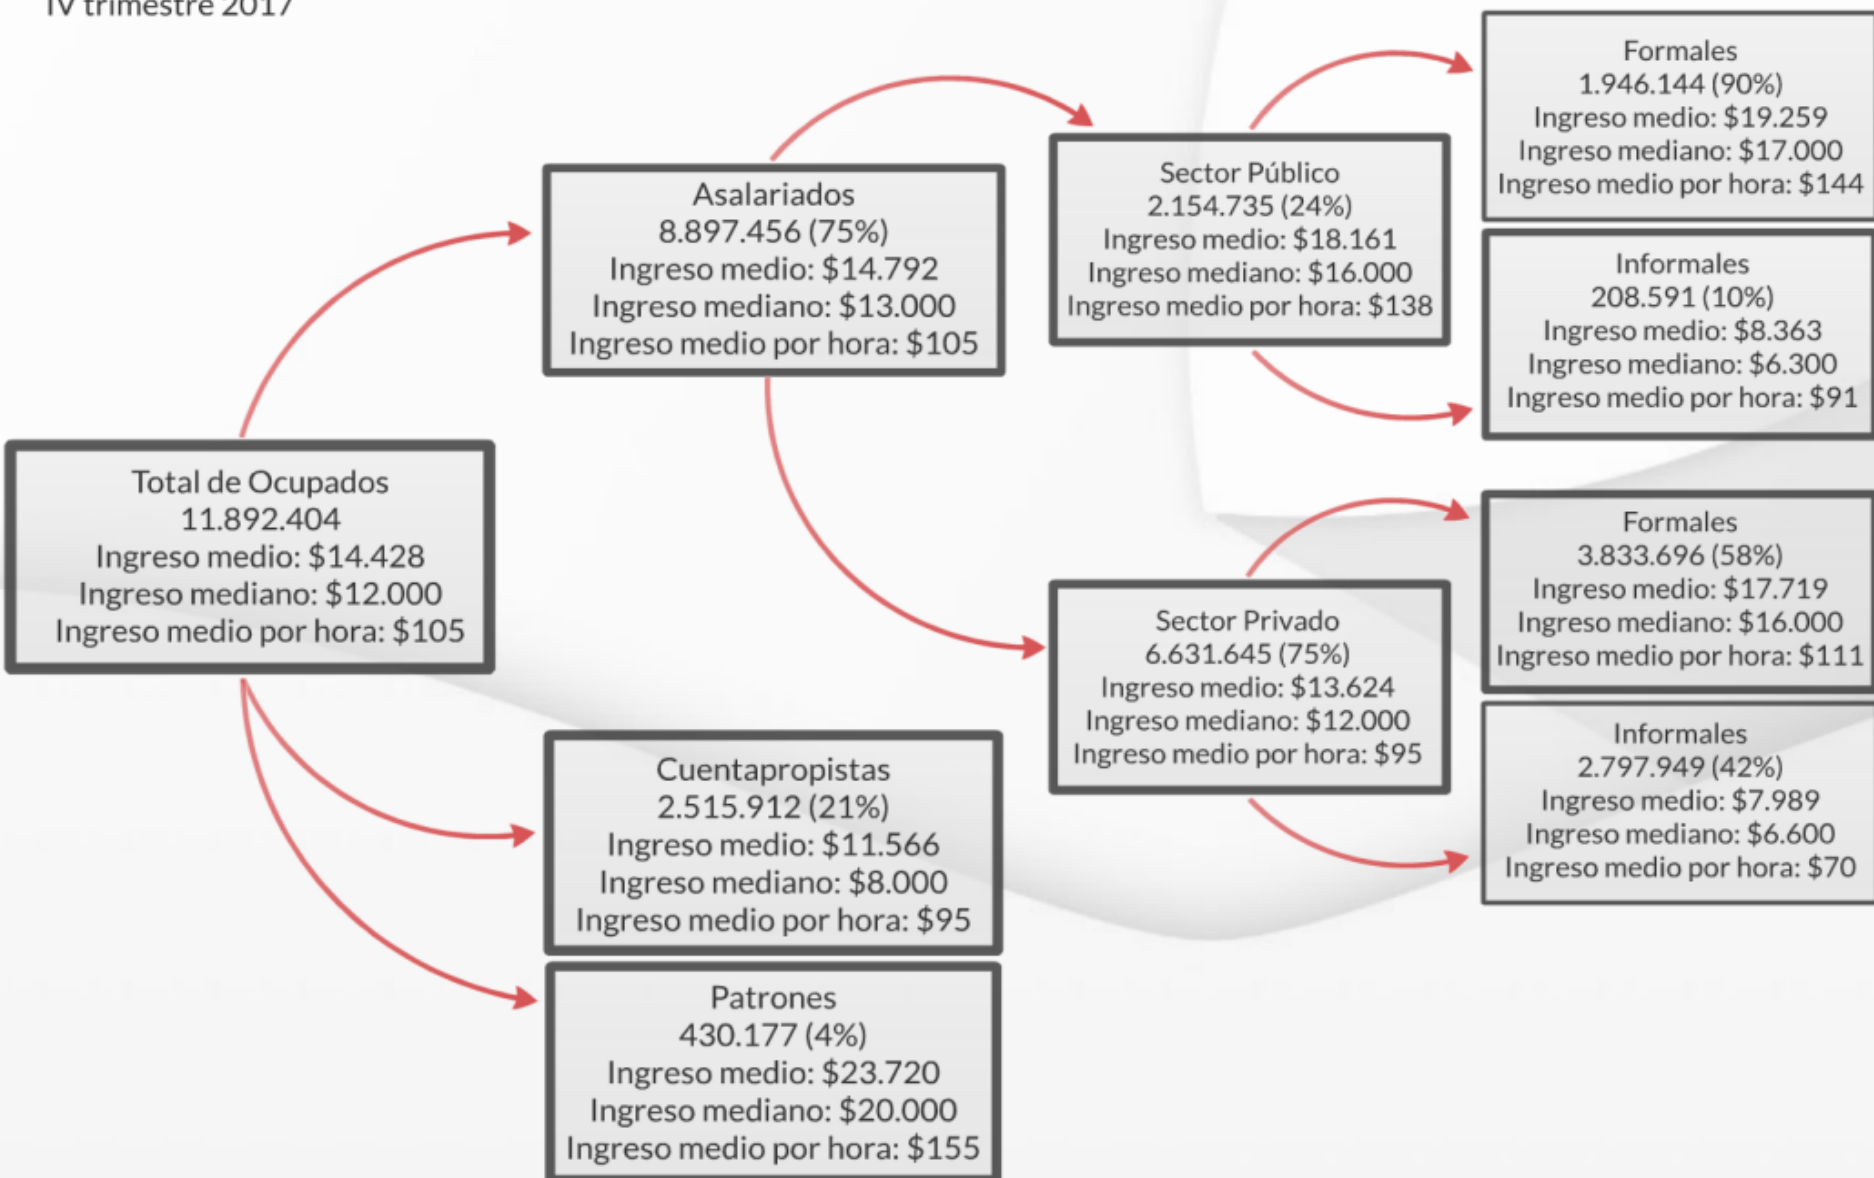 IV trimestre 2017
Total de Ocupados
11.892.404
Ingreso medio: $14.428
Ingreso mediano: $12.000
Ingreso medio por hora: $105
Asalariados
8.897.456 (75%)
Ingreso medio: $14.792
Ingreso mediano: $13.000
Ingreso medio por hora: $105
Cuentapropistas
2.515.912 (21%)
Ingreso medio: $11.566
Ingreso mediano: $8.000
Ingreso medio por hora: $95
Patrones
430.177 (4%)
Ingreso medio: $23.720
Ingreso mediano: $20.000
Ingreso medio por hora: $155
Sector Público
2.154.735 (24%)
Ingreso medio: $18.161
Ingreso mediano: $16.000
Ingreso medio por hora: $138
Sector Privado
6.631.645 (75%)
Ingreso medio: $13.624
Ingreso mediano: $12.000
Ingreso medio por hora: $95
Formales
1.946.144 (90%)
Ingreso medio: $19.259
Ingreso mediano: $17.000
Ingreso medio por hora: $144
Informales
208.591 (10%)
Ingreso medio: $8.363
Ingreso mediano: $6.300
Ingreso medio por hora: $91
Formales
3.833.696 (58%)
Ingreso medio: $17.719
Ingreso mediano: $16.000
Ingreso medio por hora: $111
Informales
2.797.949 (42%)
Ingreso medio: $7.989
Ingreso mediano: $6.600
Ingreso medio por hora: $70